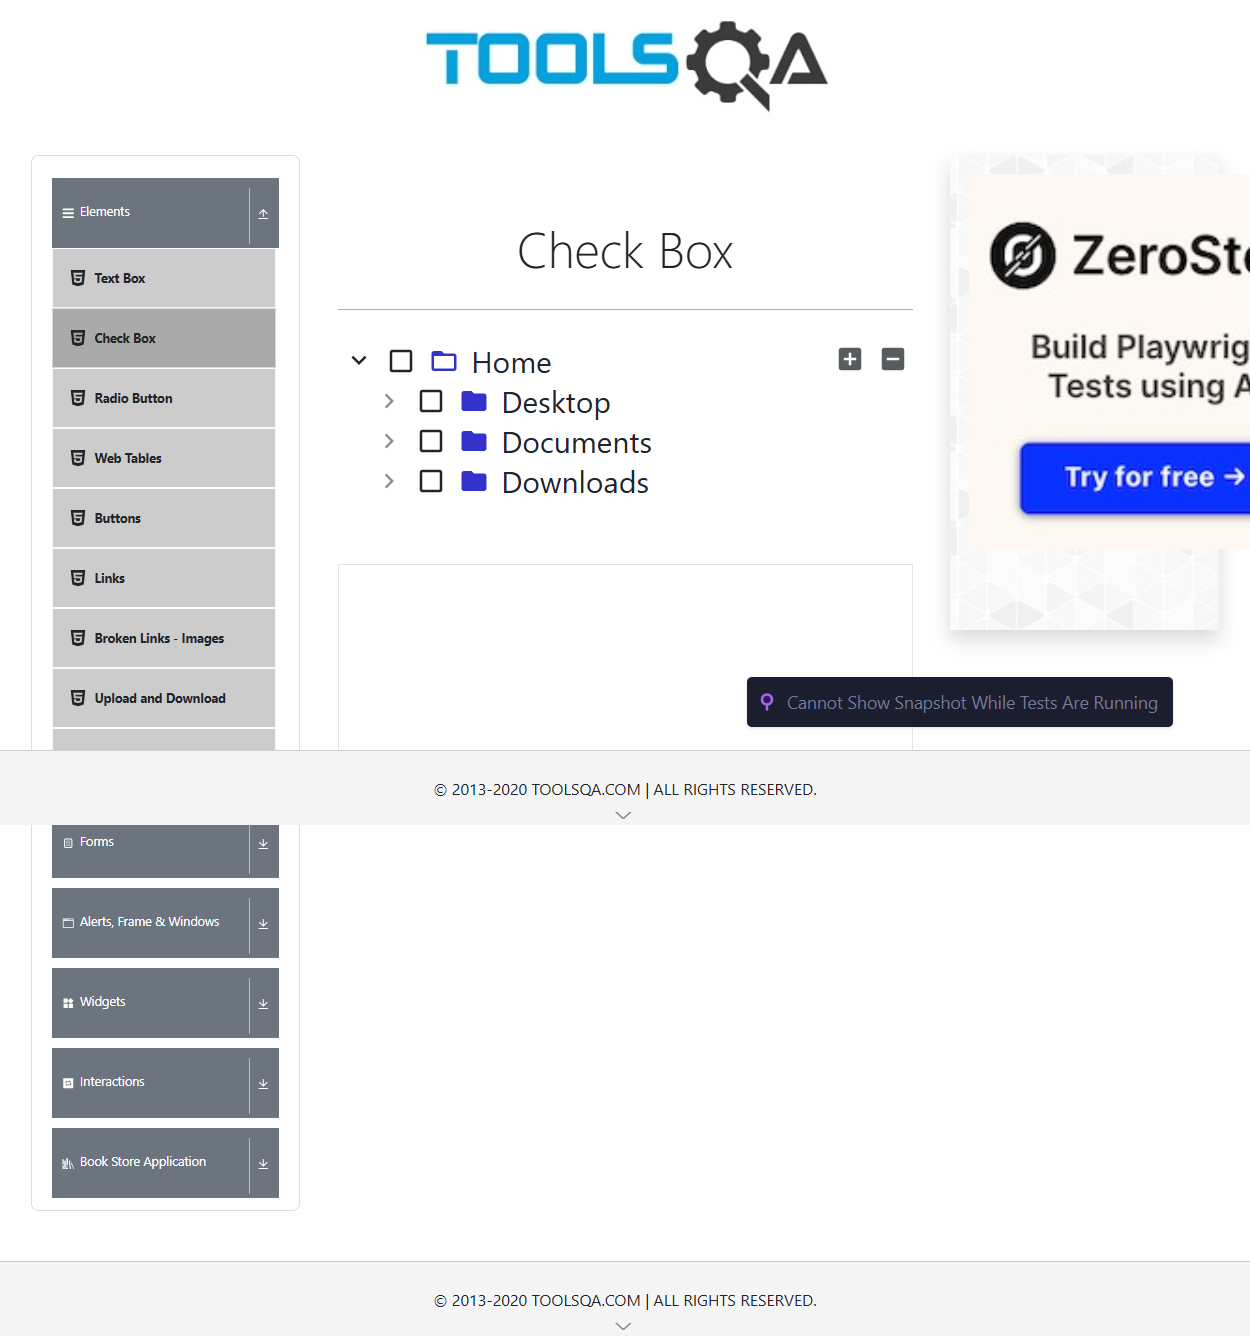 TOOLSQA
Elements
Text Box
Check Box
Radio Button
Web Tables
Buttons
Links
Broken Links - Images
Upload and Download
Check Box
Home
Desktop
Documents
Downloads
ZeroSte
Build Playwrig
Tests using A
Try for free →
Cannot Show Snapshot While Tests Are Running
© 2013-2020 TOOLSQA.COM | ALL RIGHTS RESERVED.
Forms
Alerts, Frame & Windows
Widgets
Interactions
Book Store Application
© 2013-2020 TOOLSQA.COM | ALL RIGHTS RESERVED.